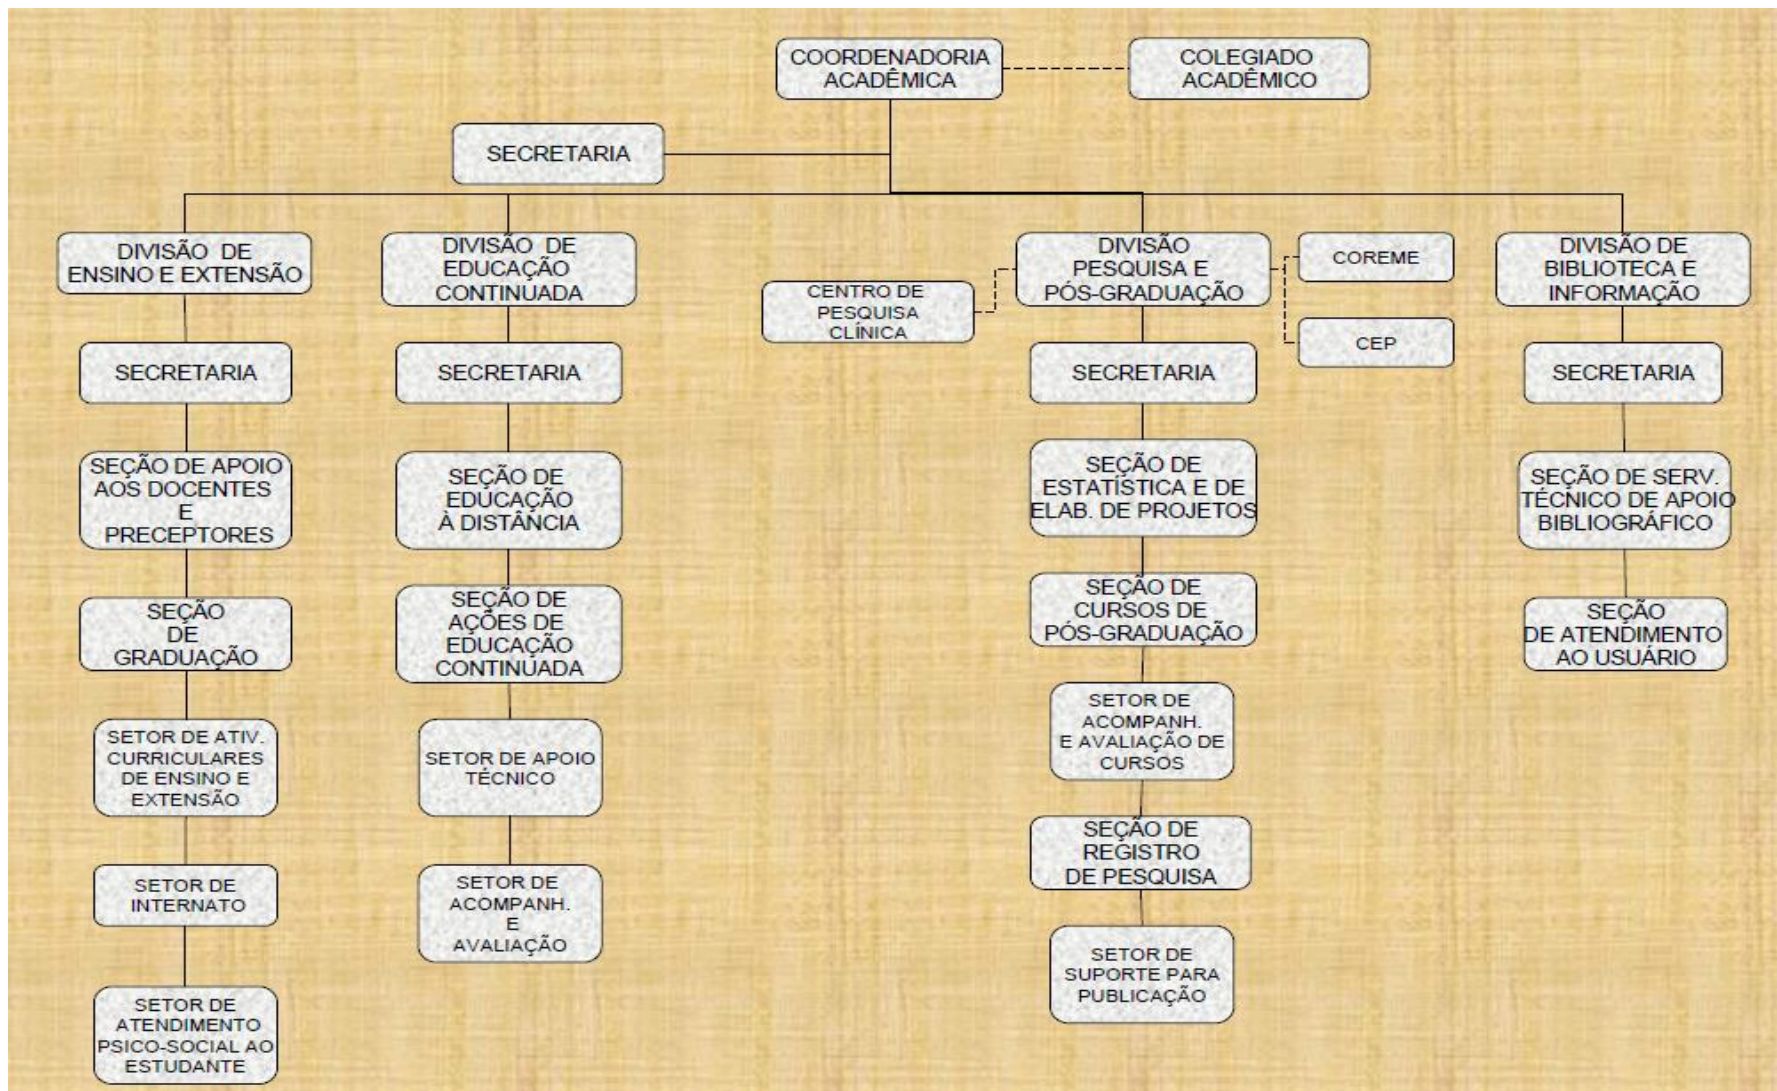 COORDENADORIA
ACADÊMICA
COLEGIADO
ACADÊMICO
SECRETARIA
DIVISÃO DE
ENSINO E EXTENSÃO
SECRETARIA
SEÇÃO DE APOIO
AOS DOCENTES
E
PRECEPTORES
SEÇÃO
DE
GRADUAÇÃO
SETOR DE ATIV.
CURRICULARES
DE ENSINO E
EXTENSÃO
SETOR DE
INTERNATO
SETOR DE
ATENDIMENTO
PSICO-SOCIAL AO
ESTUDANTE
DIVISÃO DE
EDUCAÇÃO
CONTINUADA
SECRETARIA
SEÇÃO DE
EDUCAÇÃO
À DISTÂNCIA
SEÇÃO DE
AÇÕES DE
EDUCAÇÃO
CONTINUADA
SETOR DE APOIO
TÉCNICO
SETOR DE
ACOMPANH.
E
AVALIAÇÃO
CENTRO DE
PESQUISA
CLÍNICA
DIVISÃO
PESQUISA E
PÓS-GRADUAÇÃO
COREME
CEP
SECRETARIA
SEÇÃO DE
ESTATÍSTICA E DE
ELAB. DE PROJETOS
SEÇÃO DE
CURSOS DE
PÓS-GRADUAÇÃO
SETOR DE
ACOMPANH.
E AVALIAÇÃO DE
CURSOS
SEÇÃO DE
REGISTRO
DE PESQUISA
SETOR DE
SUPORTE PARA
PUBLICAÇÃO
DIVISÃO DE
BIBLIOTECA E
INFORMAÇÃO
SECRETARIA
SEÇÃO DE SERV.
TÉCNICO DE APOIO
BIBLIOGRÁFICO
SEÇÃO
DE ATENDIMENTO
AO USUÁRIO